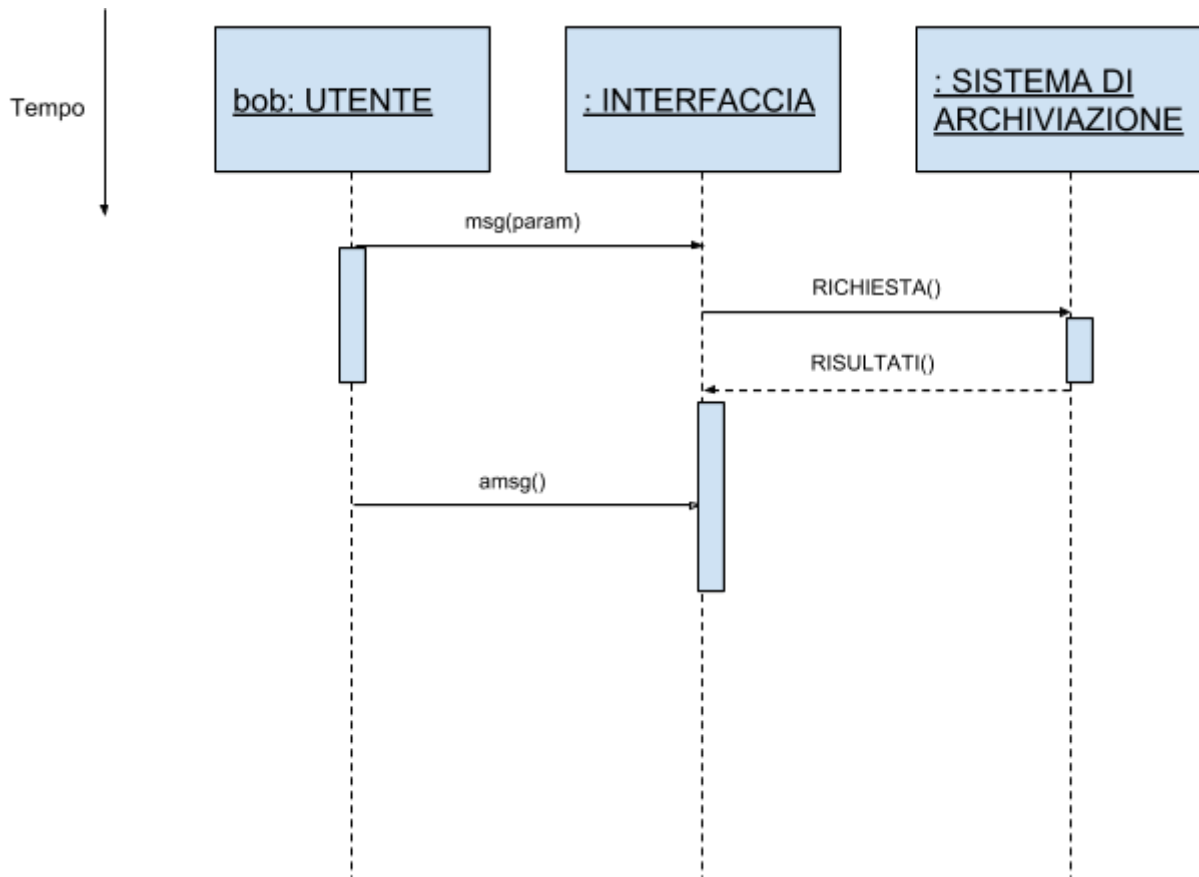 Tempo
bob: UTENTE
: INTERFACCIA
: SISTEMA DI
ARCHIVIAZIONE
msg(param)
RICHIESTA()
RISULTATI()
amsg()